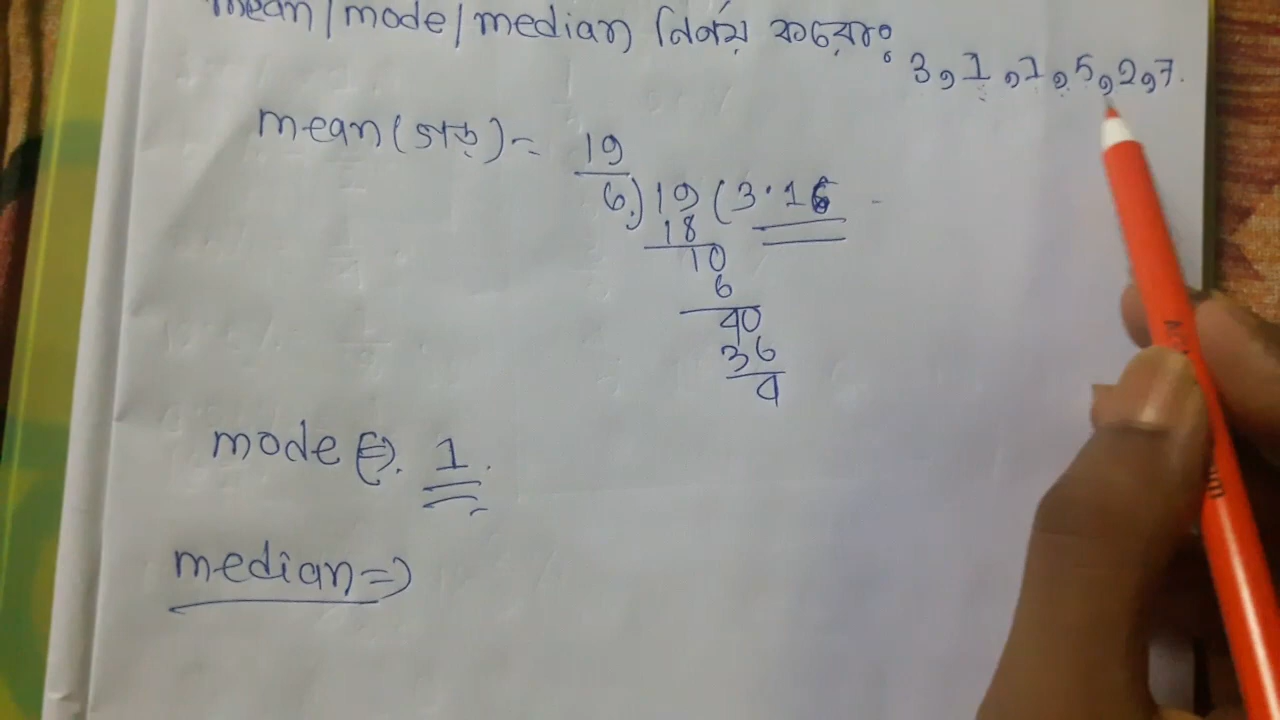 mean/mode/median নির্ণয় করোঃ
3, 1, 1, 5, 2, 7.
mean (গড়) = 19
6) 19 (3.16
18
10
6
40
36
4
mode ⇒. 1.
median ⇒